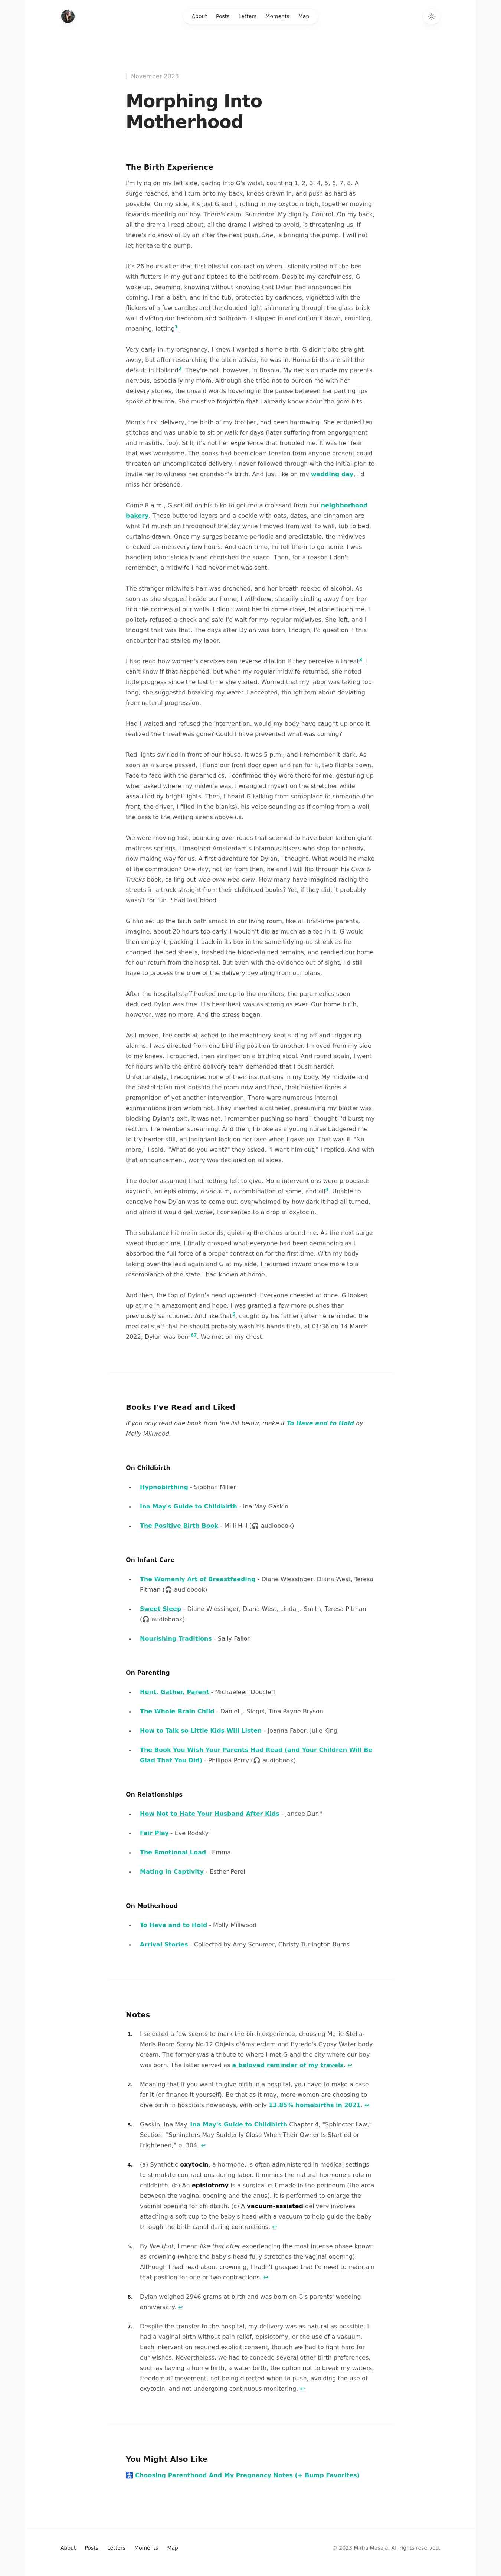 About Posts Letters Moments Map
November 2023
Morphing Into
Motherhood
The Birth Experience
I'm lying on my left side, gazing into G's waist, counting 1, 2, 3, 4, 5, 6, 7, 8. A
surge reaches, and I turn onto my back, knees drawn in, and push as hard as
possible. On my side, it's just G and I, rolling in my oxytocin high, together moving
towards meeting our boy. There's calm. Surrender. My dignity. Control. On my back,
all the drama I read about, all the drama I wished to avoid, is threatening us: If
there's no show of Dylan after the next push, She, is bringing the pump. I will not
let her take the pump.
It's 26 hours after that first blissful contraction when I silently rolled off the bed
with flutters in my gut and tiptoed to the bathroom. Despite my carefulness, G
woke up, beaming, knowing without knowing that Dylan had announced his
coming. I ran a bath, and in the tub, protected by darkness, vignetted with the
flickers of a few candles and the clouded light shimmering through the glass brick
wall dividing our bedroom and bathroom, I slipped in and out until dawn, counting,
moaning, letting1.
Very early in my pregnancy, I knew I wanted a home birth. G didn't bite straight
away, but after researching the alternatives, he was in. Home births are still the
default in Holland2. They're not, however, in Bosnia. My decision made my parents
nervous, especially my mom. Although she tried not to burden me with her
delivery stories, the unsaid words hovering in the pause between her parting lips
spoke of trauma. She must've forgotten that I already knew about the gore bits.
Mom's first delivery, the birth of my brother, had been harrowing. She endured ten
stitches and was unable to sit or walk for days (later suffering from engorgement
and mastitis, too). Still, it's not her experience that troubled me. It was her fear
that was worrisome. The books had been clear: tension from anyone present could
threaten an uncomplicated delivery. I never followed through with the initial plan to
invite her to witness her grandson's birth. And just like on my wedding day, I'd
miss her presence.
Come 8 a.m., G set off on his bike to get me a croissant from our neighborhood
bakery. Those buttered layers and a cookie with oats, dates, and cinnamon are
what I'd munch on throughout the day while I moved from wall to wall, tub to bed,
curtains drawn. Once my surges became periodic and predictable, the midwives
checked on me every few hours. And each time, I'd tell them to go home. I was
handling labor stoically and cherished the space. Then, for a reason I don't
remember, a midwife I had never met was sent.
The stranger midwife's hair was drenched, and her breath reeked of alcohol. As
soon as she stepped inside our home, I withdrew, steadily circling away from her
into the corners of our walls. I didn't want her to come close, let alone touch me. I
politely refused a check and said I'd wait for my regular midwives. She left, and I
thought that was that. The days after Dylan was born, though, I'd question if this
encounter had stalled my labor.
I had read how women's cervixes can reverse dilation if they perceive a threat3. I
can't know if that happened, but when my regular midwife returned, she noted
little progress since the last time she visited. Worried that my labor was taking too
long, she suggested breaking my water. I accepted, though torn about deviating
from natural progression.
Had I waited and refused the intervention, would my body have caught up once it
realized the threat was gone? Could I have prevented what was coming?
Red lights swirled in front of our house. It was 5 p.m., and I remember it dark. As
soon as a surge passed, I flung our front door open and ran for it, two flights down.
Face to face with the paramedics, I confirmed they were there for me, gesturing up
when asked where my midwife was. I wrapped myself on the stretcher while
assaulted by bright lights. Then, I heard G talking from someplace to someone (the
front, the driver, I filled in the blanks), his voice sounding as if coming from a well,
the bass to the wailing sirens above us.
We were moving fast, bouncing over roads that seemed to have been laid on giant
mattress springs. I imagined Amsterdam's infamous bikers who stop for nobody,
now making way for us. A first adventure for Dylan, I thought. What would he make
of the commotion? One day, not far from then, he and I will flip through his Cars &
Trucks book, calling out wee-oww wee-oww. How many have imagined racing the
streets in a truck straight from their childhood books? Yet, if they did, it probably
wasn't for fun. I had lost blood.
G had set up the birth bath smack in our living room, like all first-time parents, I
imagine, about 20 hours too early. I wouldn't dip as much as a toe in it. G would
then empty it, packing it back in its box in the same tidying-up streak as he
changed the bed sheets, trashed the blood-stained remains, and readied our home
for our return from the hospital. But even with the evidence out of sight, I'd still
have to process the blow of the delivery deviating from our plans.
After the hospital staff hooked me up to the monitors, the paramedics soon
deduced Dylan was fine. His heartbeat was as strong as ever. Our home birth,
however, was no more. And the stress began.
As I moved, the cords attached to the machinery kept sliding off and triggering
alarms. I was directed from one birthing position to another. I moved from my side
to my knees. I crouched, then strained on a birthing stool. And round again, I went
for hours while the entire delivery team demanded that I push harder.
Unfortunately, I recognized none of their instructions in my body. My midwife and
the obstetrician met outside the room now and then, their hushed tones a
premonition of yet another intervention. There were numerous internal
examinations from whom not. They inserted a catheter, presuming my blatter was
blocking Dylan's exit. It was not. I remember pushing so hard I thought I'd burst my
rectum. I remember screaming. And then, I broke as a young nurse badgered me
to try harder still, an indignant look on her face when I gave up. That was it–"No
more," I said. "What do you want?" they asked. "I want him out," I replied. And with
that announcement, worry was declared on all sides.
The doctor assumed I had nothing left to give. More interventions were proposed:
oxytocin, an episiotomy, a vacuum, a combination of some, and all4. Unable to
conceive how Dylan was to come out, overwhelmed by how dark it had all turned,
and afraid it would get worse, I consented to a drop of oxytocin.
The substance hit me in seconds, quieting the chaos around me. As the next surge
swept through me, I finally grasped what everyone had been demanding as I
absorbed the full force of a proper contraction for the first time. With my body
taking over the lead again and G at my side, I returned inward once more to a
resemblance of the state I had known at home.
And then, the top of Dylan's head appeared. Everyone cheered at once. G looked
up at me in amazement and hope. I was granted a few more pushes than
previously sanctioned. And like that5, caught by his father (after he reminded the
medical staff that he should probably wash his hands first), at 01:36 on 14 March
2022, Dylan was born67. We met on my chest.
Books I've Read and Liked
If you only read one book from the list below, make it To Have and to Hold by
Molly Millwood.
On Childbirth
• Hypnobirthing - Siobhan Miller
• Ina May's Guide to Childbirth - Ina May Gaskin
• The Positive Birth Book - Milli Hill (🎧 audiobook)
On Infant Care
• The Womanly Art of Breastfeeding - Diane Wiessinger, Diana West, Teresa
Pitman (🎧 audiobook)
• Sweet Sleep - Diane Wiessinger, Diana West, Linda J. Smith, Teresa Pitman
(🎧 audiobook)
• Nourishing Traditions - Sally Fallon
On Parenting
• Hunt, Gather, Parent - Michaeleen Doucleff
• The Whole-Brain Child - Daniel J. Siegel, Tina Payne Bryson
• How to Talk so Little Kids Will Listen - Joanna Faber, Julie King
• The Book You Wish Your Parents Had Read (and Your Children Will Be
Glad That You Did) - Philippa Perry (🎧 audiobook)
On Relationships
• How Not to Hate Your Husband After Kids - Jancee Dunn
• Fair Play - Eve Rodsky
• The Emotional Load - Emma
• Mating in Captivity - Esther Perel
On Motherhood
• To Have and to Hold - Molly Millwood
• Arrival Stories - Collected by Amy Schumer, Christy Turlington Burns
Notes
1. I selected a few scents to mark the birth experience, choosing Marie-Stella-
Maris Room Spray No.12 Objets d'Amsterdam and Byredo's Gypsy Water body
cream. The former was a tribute to where I met G and the city where our boy
was born. The latter served as a beloved reminder of my travels. ↩
2. Meaning that if you want to give birth in a hospital, you have to make a case
for it (or finance it yourself). Be that as it may, more women are choosing to
give birth in hospitals nowadays, with only 13.85% homebirths in 2021. ↩
3. Gaskin, Ina May. Ina May's Guide to Childbirth Chapter 4, "Sphincter Law,"
Section: "Sphincters May Suddenly Close When Their Owner Is Startled or
Frightened," p. 304. ↩
4. (a) Synthetic oxytocin, a hormone, is often administered in medical settings
to stimulate contractions during labor. It mimics the natural hormone's role in
childbirth. (b) An episiotomy is a surgical cut made in the perineum (the area
between the vaginal opening and the anus). It is performed to enlarge the
vaginal opening for childbirth. (c) A vacuum-assisted delivery involves
attaching a soft cup to the baby's head with a vacuum to help guide the baby
through the birth canal during contractions. ↩
5. By like that, I mean like that after experiencing the most intense phase known
as crowning (where the baby's head fully stretches the vaginal opening).
Although I had read about crowning, I hadn't grasped that I'd need to maintain
that position for one or two contractions. ↩
6. Dylan weighed 2946 grams at birth and was born on G's parents' wedding
anniversary. ↩
7. Despite the transfer to the hospital, my delivery was as natural as possible. I
had a vaginal birth without pain relief, episiotomy, or the use of a vacuum.
Each intervention required explicit consent, though we had to fight hard for
our wishes. Nevertheless, we had to concede several other birth preferences,
such as having a home birth, a water birth, the option not to break my waters,
freedom of movement, not being directed when to push, avoiding the use of
oxytocin, and not undergoing continuous monitoring. ↩
You Might Also Like
🚺 Choosing Parenthood And My Pregnancy Notes (+ Bump Favorites)
About Posts Letters Moments Map
© 2023 Mirha Masala. All rights reserved.